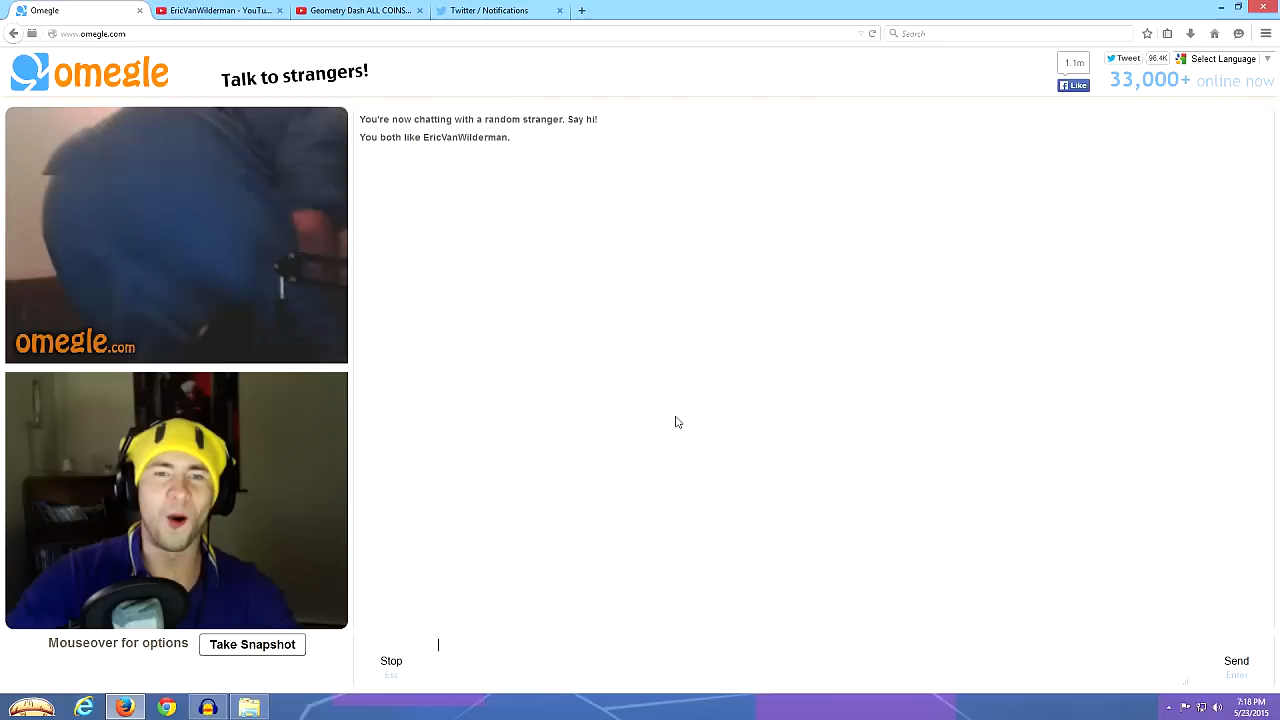 Omegle
EricVanWilderman - YouTu...
Geometry Dash ALL COINS...
Twitter / Notifications
www.omegle.com
Search
omegle
Talk to strangers!
1.1m
Like
Tweet
96.4K
Select Language
33,000+ online now
You're now chatting with a random stranger. Say hi!
You both like EricVanWilderman.
omegle.com
Mouseover for options
Take Snapshot
Stop
Esc
Send
Enter
7:18 PM
5/23/2015